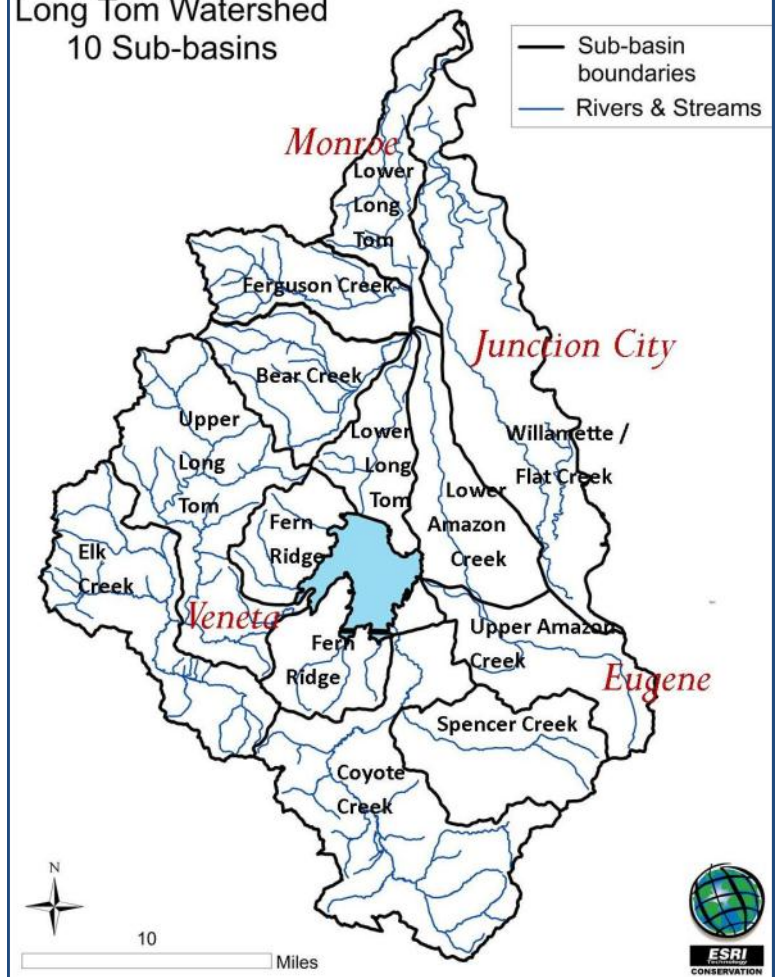 Long Tom Watershed
10 Sub-basins
Sub-basin
boundaries
Rivers & Streams
Monroe
Lower
Long
Tom
Ferguson Creek
Junction City
Bear Creek
Upper
Long
Tom
Lower
Long
Tom
Willamette /
Flat Creek
Lower
Amazon
Creek
Fern
Ridge
Elk
Creek
Veneta
Fern
Ridge
Upper Amazon
Creek
Eugene
Spencer Creek
Coyote
Creek
N
10
Miles
ESRI
Technology
CONSERVATION